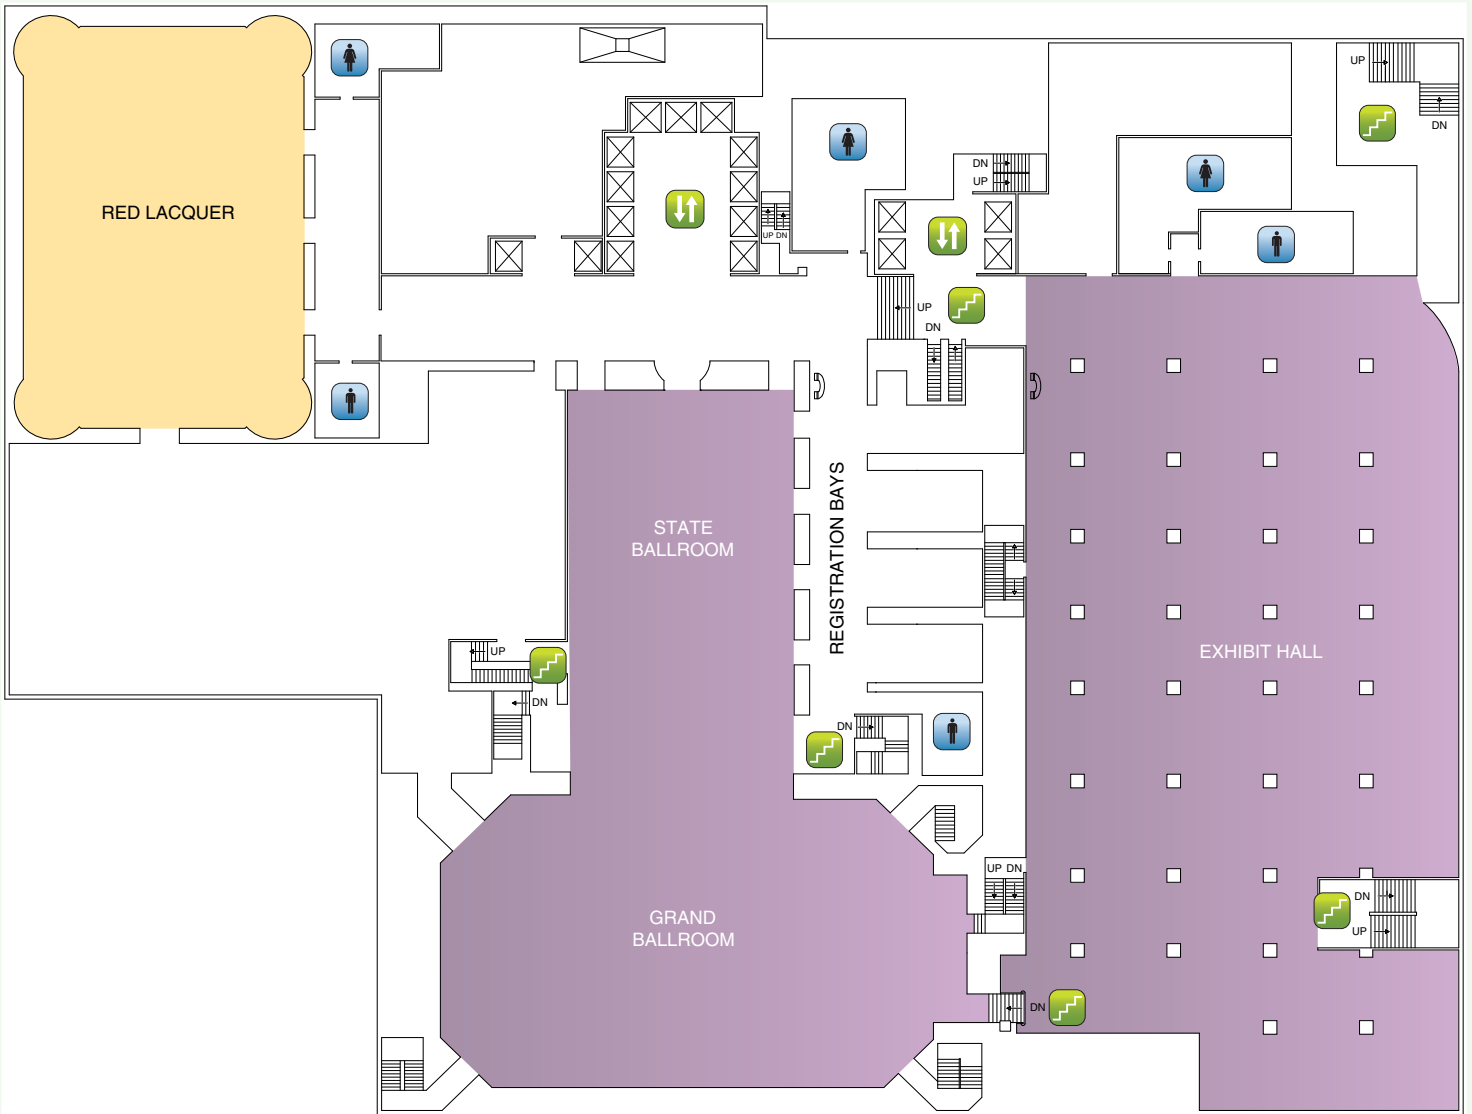 UP
DN
DN
UP
RED LACQUER
UP DN
UP
DN
REGISTRATION BAYS
STATE
BALLROOM
UP
EXHIBIT HALL
DN
DN
UP DN
DN
GRAND
BALLROOM
UP
DN